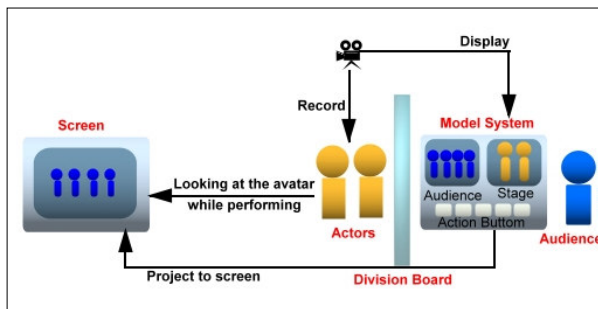 Display
Record
Screen
Model System
Looking at the avatar
while performing
Audience
Stage
Action Buttom
Actors
Audience
Project to screen
Division Board